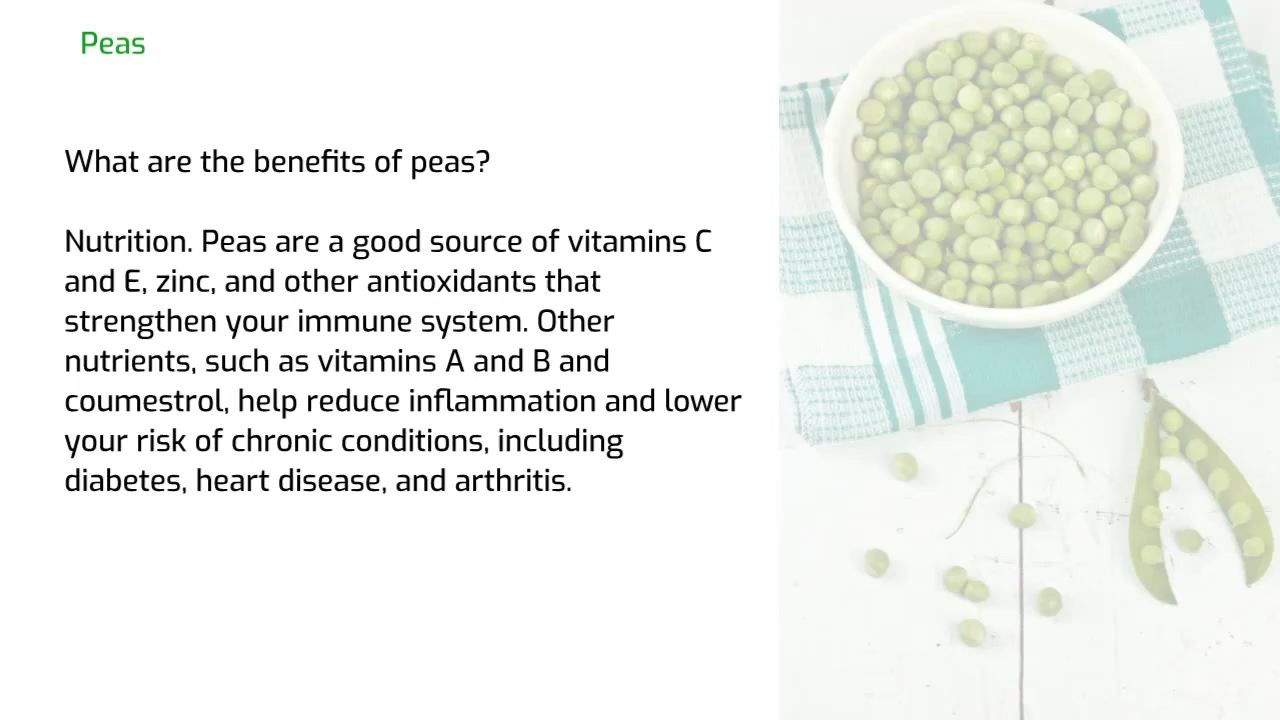 Peas
What are the benefits of peas?
Nutrition. Peas are a good source of vitamins C
and E, zinc, and other antioxidants that
strengthen your immune system. Other
nutrients, such as vitamins A and B and
coumestrol, help reduce inflammation and lower
your risk of chronic conditions, including
diabetes, heart disease, and arthritis.